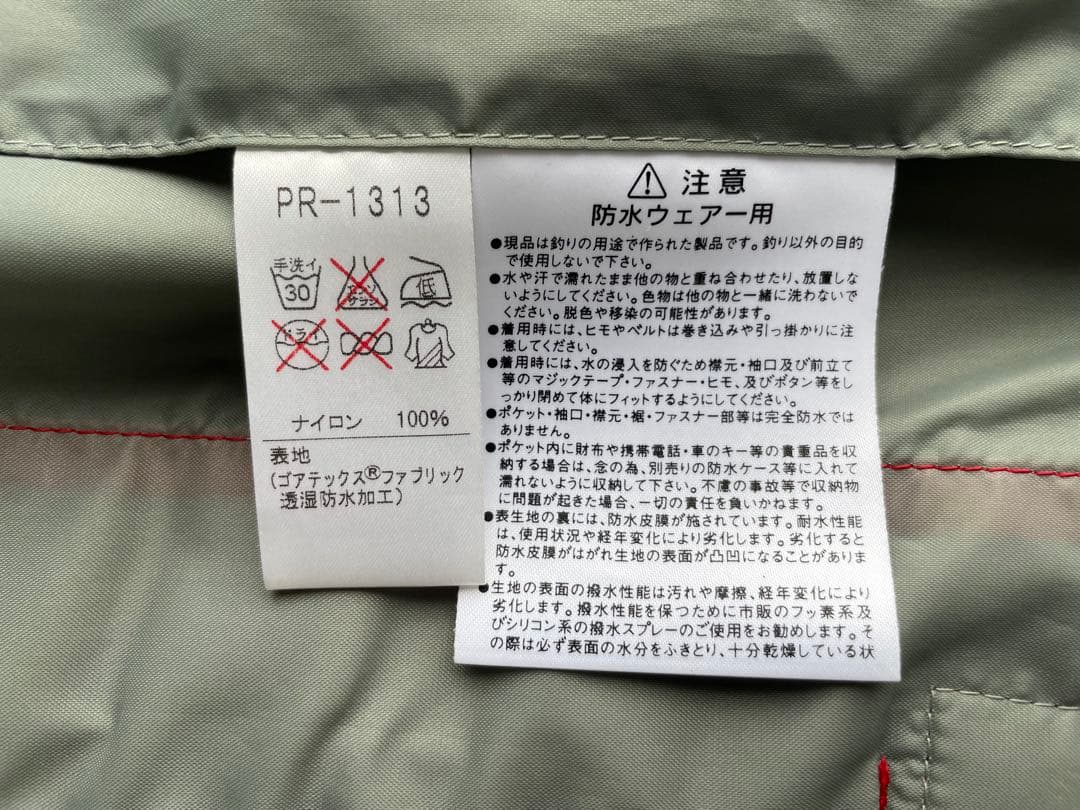 PR-1313
手洗イ
30
エンソ
サラシ
低
ドライ
ナイロン 100%
表地
(ゴアテックス®ファブリック
透湿防水加工)
⚠ 注意
防水ウェアー用
●現品は釣りの用途で作られた製品です。釣り以外の目的
で使用しないで下さい。
●水や汗で濡れたまま他の物と重ね合わせたり、放置しな
いようにしてください。色物は他の物と一緒に洗わないで
ください。脱色や移染の可能性があります。
●着用時には、ヒモやベルトは巻き込みや引っ掛かりに注
意してください。
●着用時には、水の浸入を防ぐため襟元・袖口及び前立て
等のマジックテープ・ファスナー・ヒモ、及びボタン等をし
っかり閉めて体にフィットするようにしてください。
●ポケット・袖口・襟元・裾・ファスナー部等は完全防水では
ありません。
●ポケット内に財布や携帯電話・車のキー等の貴重品を収
納する場合は、念の為、別売りの防水ケース等に入れて
濡れないように収納して下さい。不慮の事故等で収納物
に問題が起きた場合、一切の責任を負いかねます。
●表生地の裏には、防水皮膜が施されています。耐水性能
は、使用状況や経年変化により劣化します。劣化すると
防水皮膜がはがれ生地の表面が凸凹になることがありま
す。
●生地の表面の撥水性能は汚れや摩擦、経年変化により
劣化します。撥水性能を保つために市販のフッ素系及
びシリコン系の撥水スプレーのご使用をお勧めします。そ
の際は必ず表面の水分をふきとり、十分乾燥している状